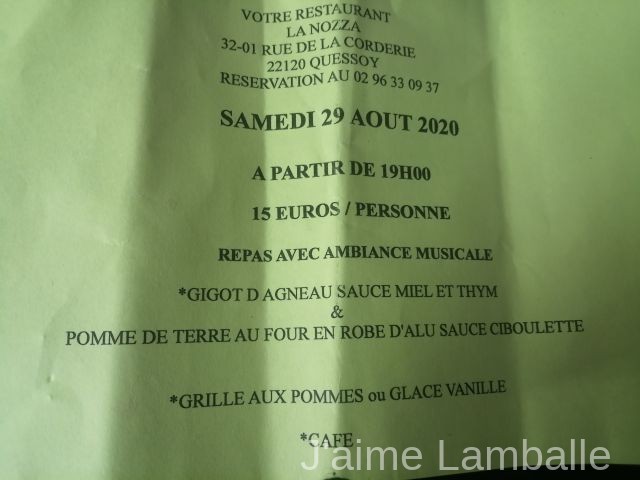 VOTRE RESTAURANT
LA NOZZA
32-01 RUE DE LA CORDERIE
22120 QUESSOY
RESERVATION AU 02 96 33 09 37
SAMEDI 29 AOUT 2020
A PARTIR DE 19H00
15 EUROS / PERSONNE
REPAS AVEC AMBIANCE MUSICALE
*GIGOT D AGNEAU SAUCE MIEL ET THYM
&
POMME DE TERRE AU FOUR EN ROBE D'ALU SAUCE CIBOULETTE
*GRILLE AUX POMMES ou GLACE VANILLE
*CAFE
J'aime Lamballe